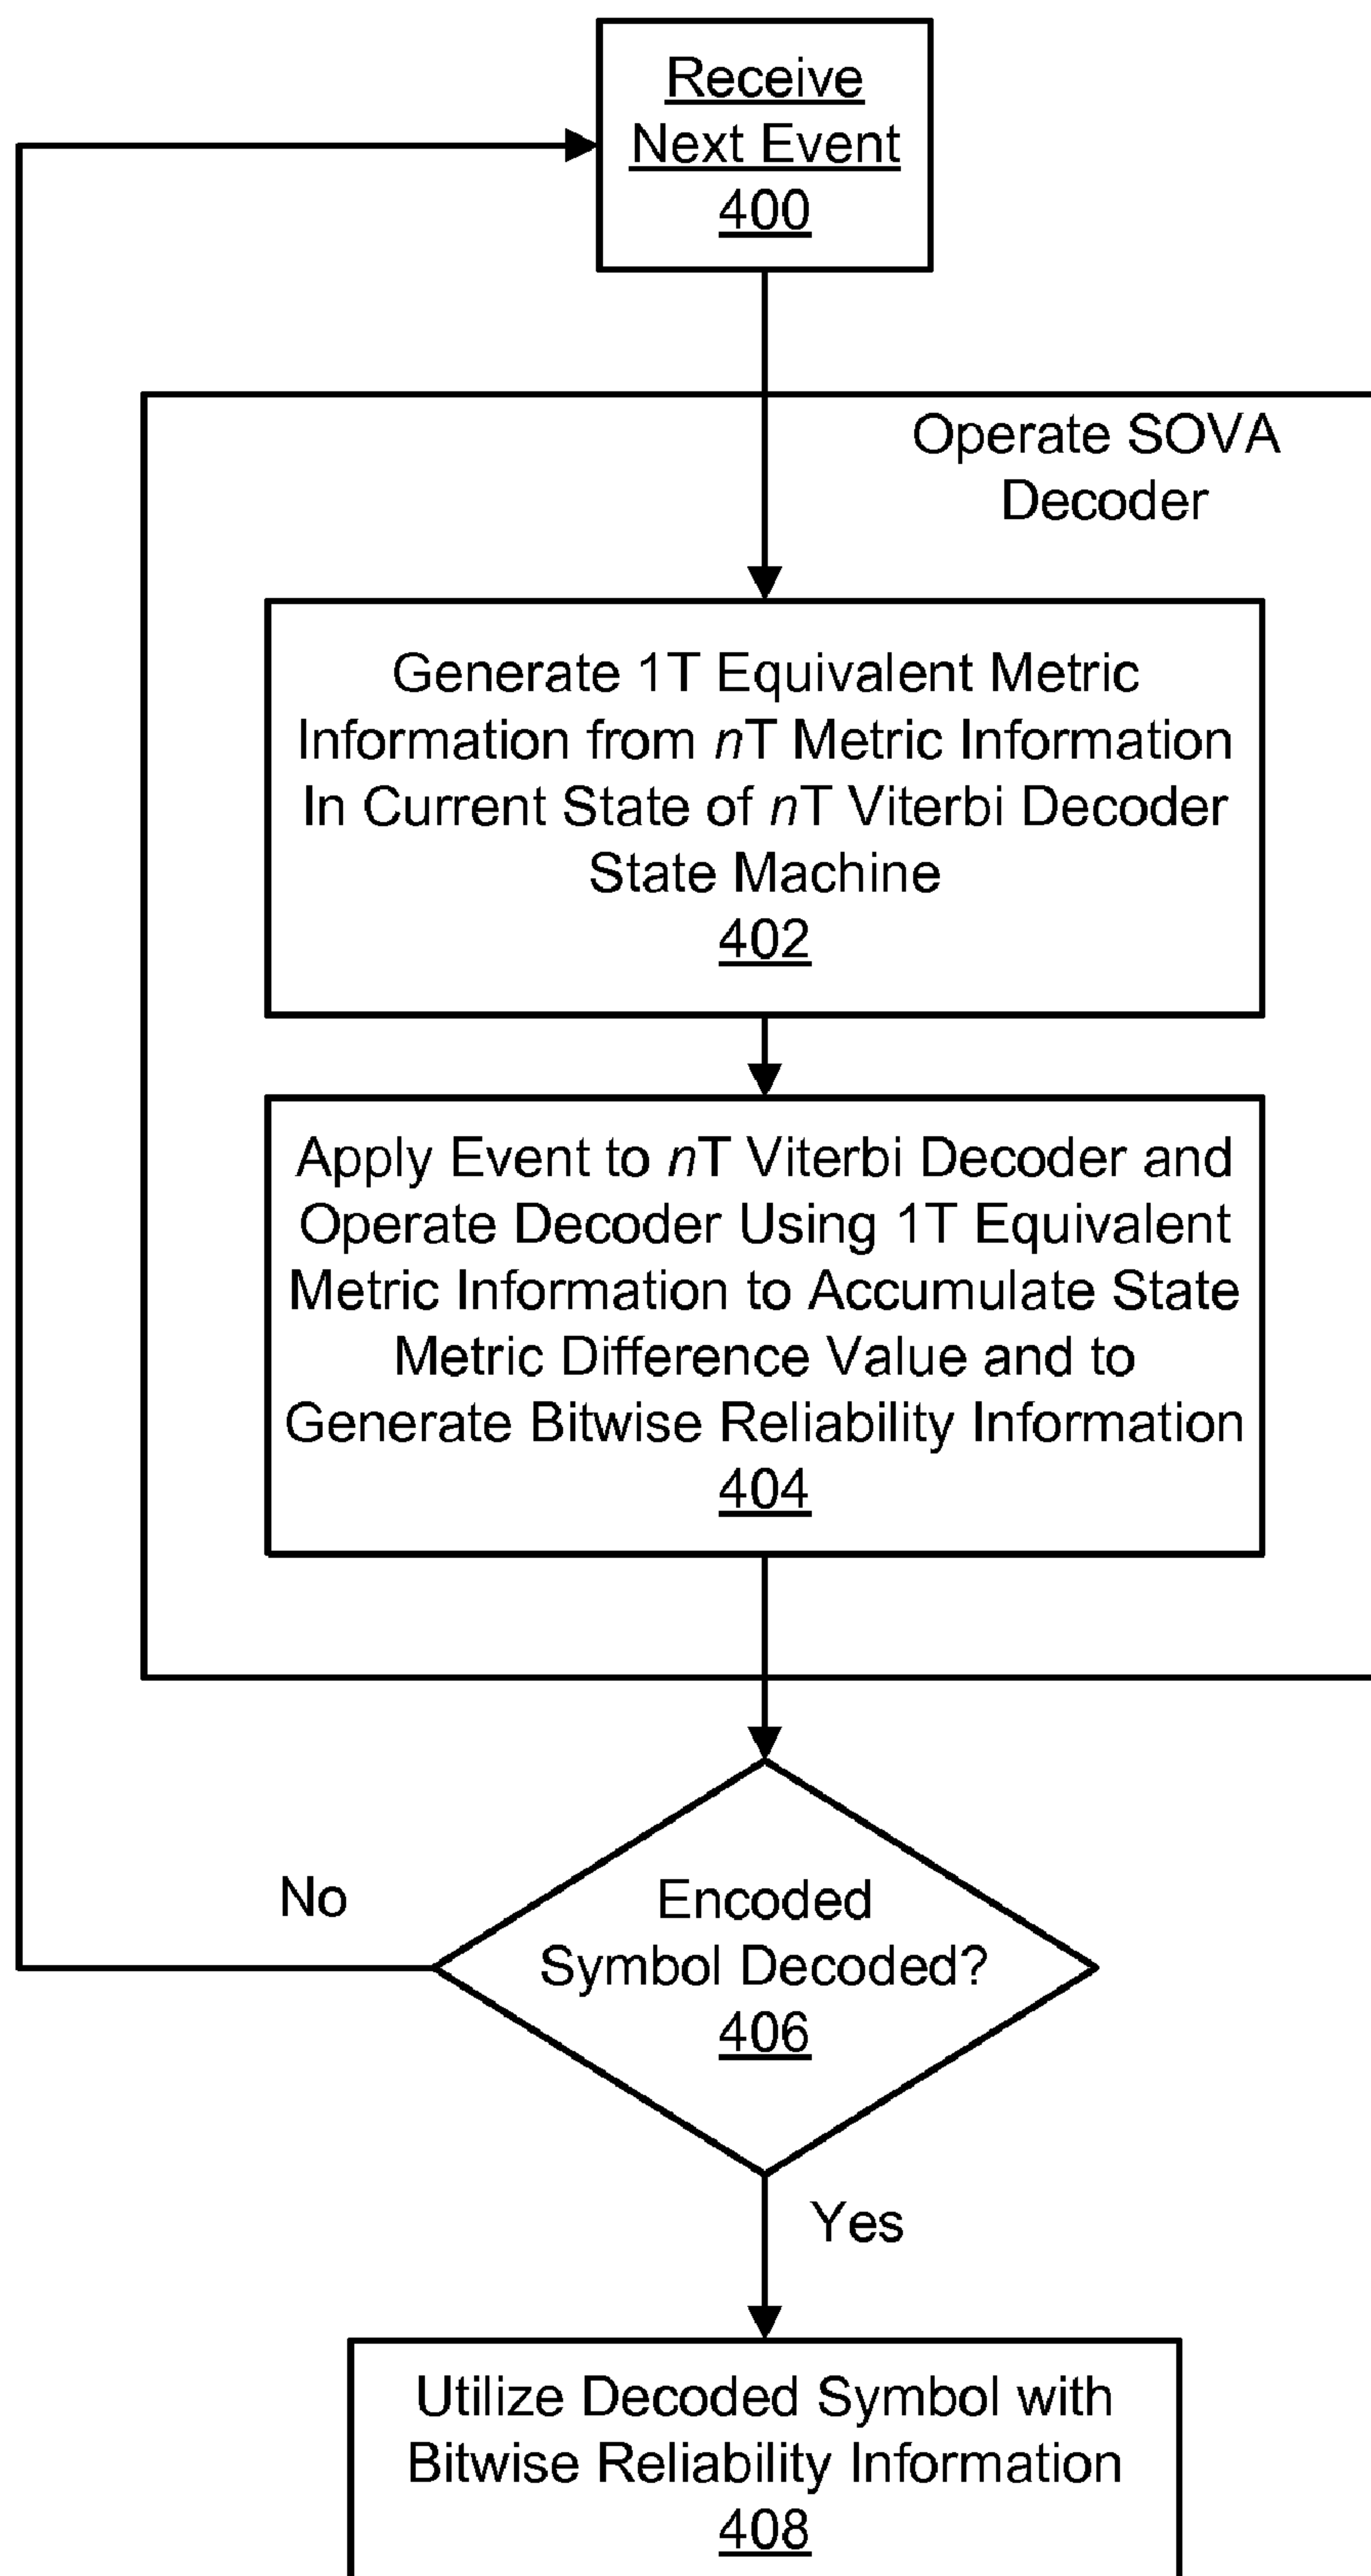 Receive
Next Event
400
Operate SOVA
Decoder
Generate 1T Equivalent Metric
Information from nT Metric Information
In Current State of nT Viterbi Decoder
State Machine
402
Apply Event to nT Viterbi Decoder and
Operate Decoder Using 1T Equivalent
Metric Information to Accumulate State
Metric Difference Value and to
Generate Bitwise Reliability Information
404
Encoded
Symbol Decoded?
406
No
Yes
Utilize Decoded Symbol with
Bitwise Reliability Information
408